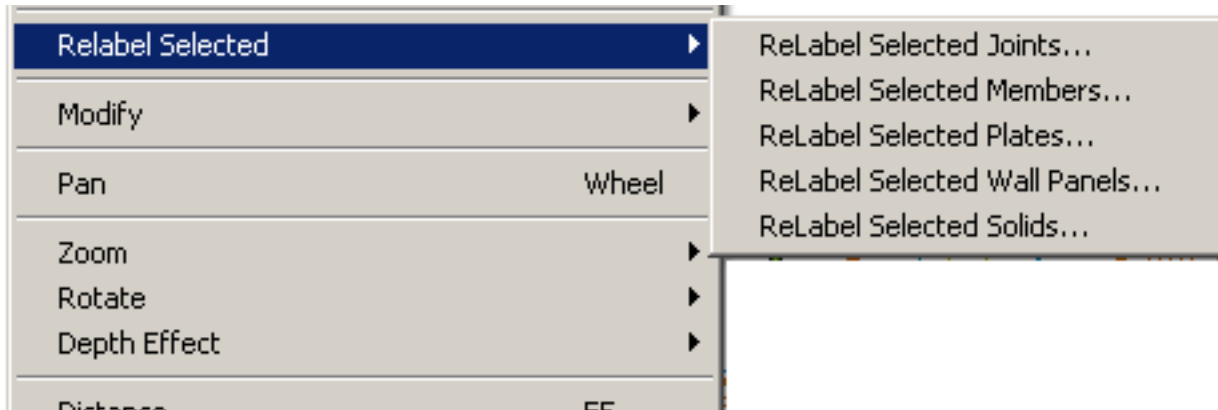 Relabel Selected
Modify
Pan Wheel
Zoom
Rotate
Depth Effect
Distance
ReLabel Selected Joints...
ReLabel Selected Members...
ReLabel Selected Plates...
ReLabel Selected Wall Panels...
ReLabel Selected Solids...